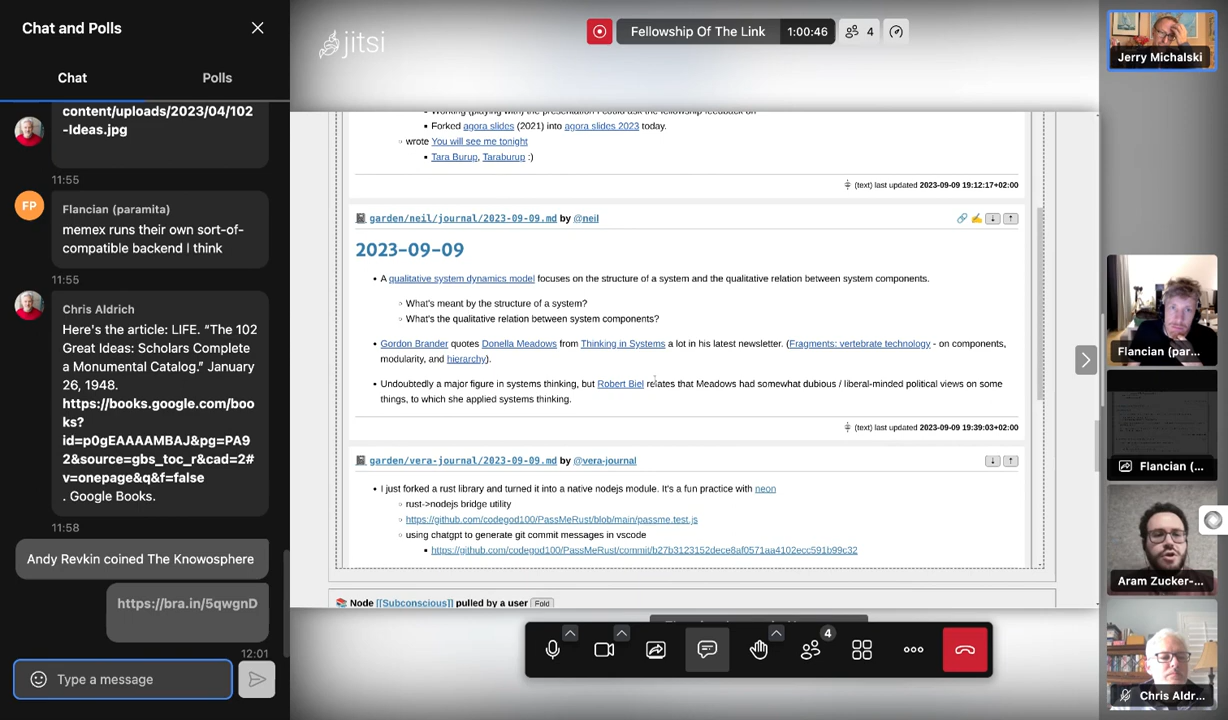 Chat and Polls
Chat
Polls
content/uploads/2023/04/102
-Ideas.jpg
11:55
FP
Flancian (paramita)
memex runs their own sort-of-
compatible backend I think
11:55
Chris Aldrich
Here's the article: LIFE. “The 102
Great Ideas: Scholars Complete
a Monumental Catalog.” January
26, 1948.
https://books.google.com/boo
ks?
id=p0gEAAAAMBAJ&pg=PA9
2&source=gbs_toc_r&cad=2#
v=onepage&q&f=false
. Google Books.
11:58
Andy Revkin coined The Knowosphere
https://bra.in/5qwgnD
12:01
Type a message
jitsi
Fellowship Of The Link
1:00:46
4
Forked agora slides (2021) into agora slides 2023 today.
wrote You will see me tonight
Tara Burup, Taraburup :)
(text) last updated 2023-09-09 19:12:17+02:00
garden/neil/journal/2023-09-09.md by @neil
2023-09-09
A qualitative system dynamics model focuses on the structure of a system and the qualitative relation between system components.
What's meant by the structure of a system?
What's the qualitative relation between system components?
Gordon Brander quotes Donella Meadows from Thinking in Systems a lot in his latest newsletter. (Fragments: vertebrate technology - on components,
modularity, and hierarchy).
Undoubtedly a major figure in systems thinking, but Robert Biel relates that Meadows had somewhat dubious / liberal-minded political views on some
things, to which she applied systems thinking.
(text) last updated 2023-09-09 19:39:03+02:00
garden/vera-journal/2023-09-09.md by @vera-journal
I just forked a rust library and turned it into a native nodejs module. It's a fun practice with neon
rust->nodejs bridge utility
https://github.com/codegod100/PassMeRust/blob/main/passme.test.js
using chatgpt to generate git commit messages in vscode
https://github.com/codegod100/PassMeRust/commit/b27b3123152dece8af0571aa4102ecc591b99c32
Node [[Subconscious]] pulled by a user Fold
4
Jerry Michalski
Flancian (par...
Flancian (...
Aram Zucker-...
Chris Aldr...